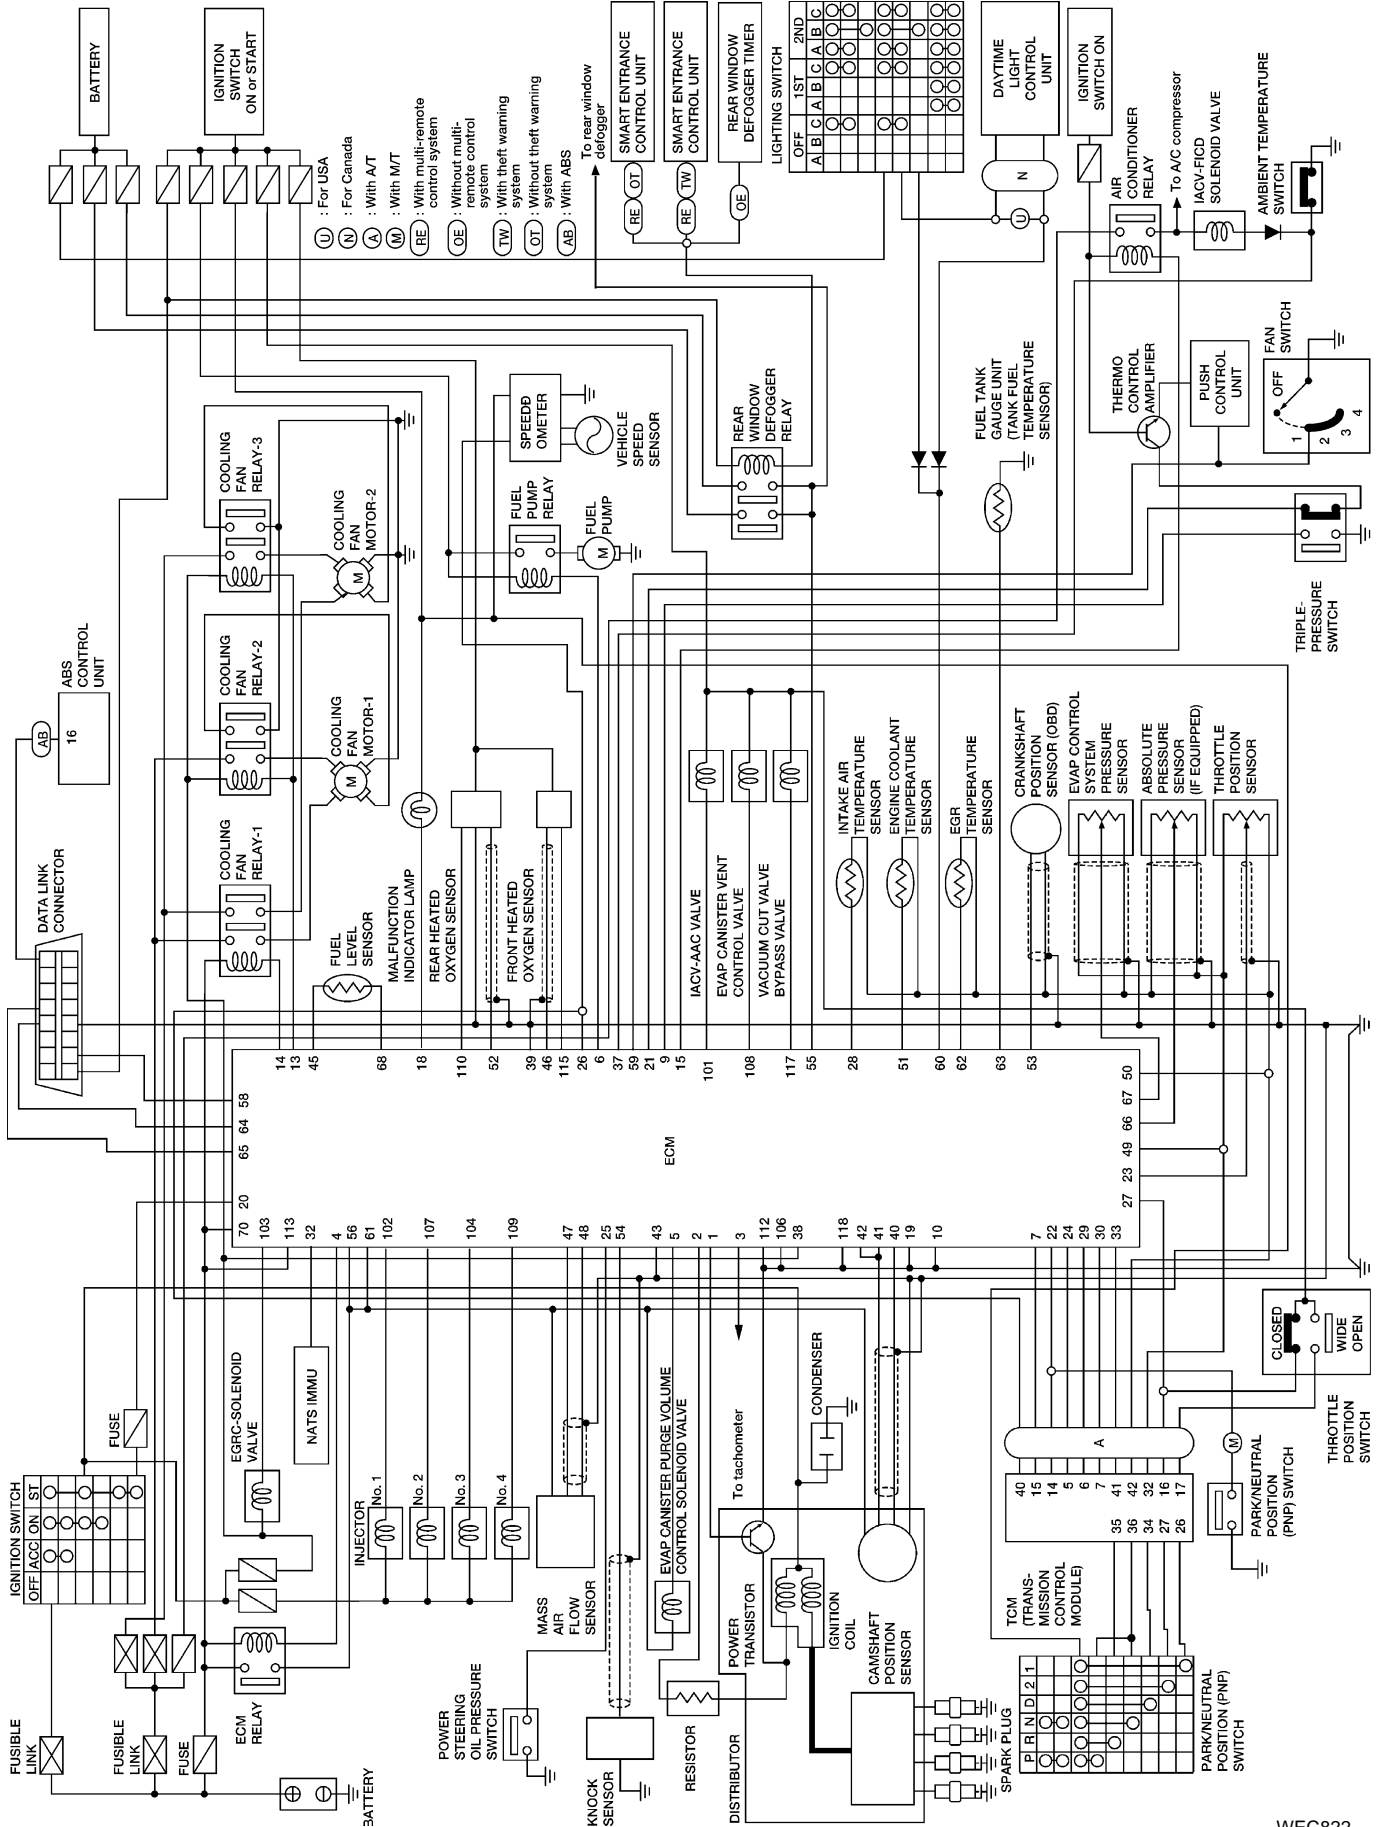 BATTERY
IGNITION
SWITCH
ON or START
U : For USA
N : For Canada
A : With A/T
M : With M/T
RE : With multi-remote
control system
OE : Without multi-
remote control
system
TW : With theft warning
system
OT : Without theft warning
system
AB : With ABS
To rear window
defogger
SMART ENTRANCE
CONTROL UNIT
RE OT
SMART ENTRANCE
CONTROL UNIT
RE TW
REAR WINDOW
DEFOGGER TIMER
OE
LIGHTING SWITCH
OFF 1ST 2ND
A B C A B C A B C
DAYTIME
LIGHT
CONTROL
UNIT
N
U
IGNITION
SWITCH ON
AIR
CONDITIONER
RELAY
To A/C compressor
IACV-FICD
SOLENOID VALVE
AMBIENT TEMPERATURE
SWITCH
ABS
CONTROL
UNIT
AB
16
DATA LINK
CONNECTOR
COOLING
FAN
RELAY-3
COOLING
FAN
MOTOR-2
M
COOLING
FAN
RELAY-2
COOLING
FAN
MOTOR-1
M
COOLING
FAN
RELAY-1
SPEEDD
OMETER
VEHICLE
SPEED
SENSOR
FUEL
PUMP
RELAY
FUEL
PUMP
M
REAR
WINDOW
DEFOGGER
RELAY
FUEL TANK
GAUGE UNIT
(TANK FUEL
TEMPERATURE
SENSOR)
THERMO
CONTROL
AMPLIFIER
PUSH
CONTROL
UNIT
FAN
SWITCH
OFF
1
2
3
4
TRIPLE-
PRESSURE
SWITCH
FUEL
LEVEL
SENSOR
MALFUNCTION
INDICATOR LAMP
REAR HEATED
OXYGEN SENSOR
FRONT HEATED
OXYGEN SENSOR
IACV-AAC VALVE
EVAP CANISTER VENT
CONTROL VALVE
VACUUM CUT VALVE
BYPASS VALVE
INTAKE AIR
TEMPERATURE
SENSOR
ENGINE COOLANT
TEMPERATURE
SENSOR
EGR
TEMPERATURE
SENSOR
CRANKSHAFT
POSITION
SENSOR (OBD)
EVAP CONTROL
SYSTEM
PRESSURE
SENSOR
ABSOLUTE
PRESSURE
SENSOR
(IF EQUIPPED)
THROTTLE
POSITION
SENSOR
14
13
45
68
18
110
52
39
46
115
26
6
37
59
21
9
15
101
108
117
55
28
51
60
62
63
53
58
64
65
20
ECM
50
67
66
49
23
27
70
103
113
32
4
56
61
102
107
104
109
47
48
25
54
43
5
2
1
3
112
106
38
118
42
41
40
19
10
7
22
24
29
30
33
IGNITION SWITCH
OFF ACC ON ST
FUSE
EGRC-SOLENOID
VALVE
NATS IMMU
INJECTOR
No. 1
No. 2
No. 3
No. 4
MASS
AIR
FLOW
SENSOR
EVAP CANISTER PURGE VOLUME
CONTROL SOLENOID VALVE
To tachometer
CONDENSER
POWER
TRANSISTOR
IGNITION
COIL
CAMSHAFT
POSITION
SENSOR
FUSIBLE
LINK
FUSIBLE
LINK
FUSE
ECM
RELAY
BATTERY
POWER
STEERING
OIL PRESSURE
SWITCH
KNOCK
SENSOR
RESISTOR
DISTRIBUTOR
SPARK PLUG
A
40
15
14
5
6
7
41
42
32
16
17
35
36
34
27
26
TCM
(TRANS-
MISSION
CONTROL
MODULE)
P R N D 2 1
PARK/NEUTRAL
POSITION (PNP)
SWITCH
M
PARK/NEUTRAL
POSITION
(PNP) SWITCH
CLOSED
WIDE
OPEN
THROTTLE
POSITION
SWITCH
WEC822